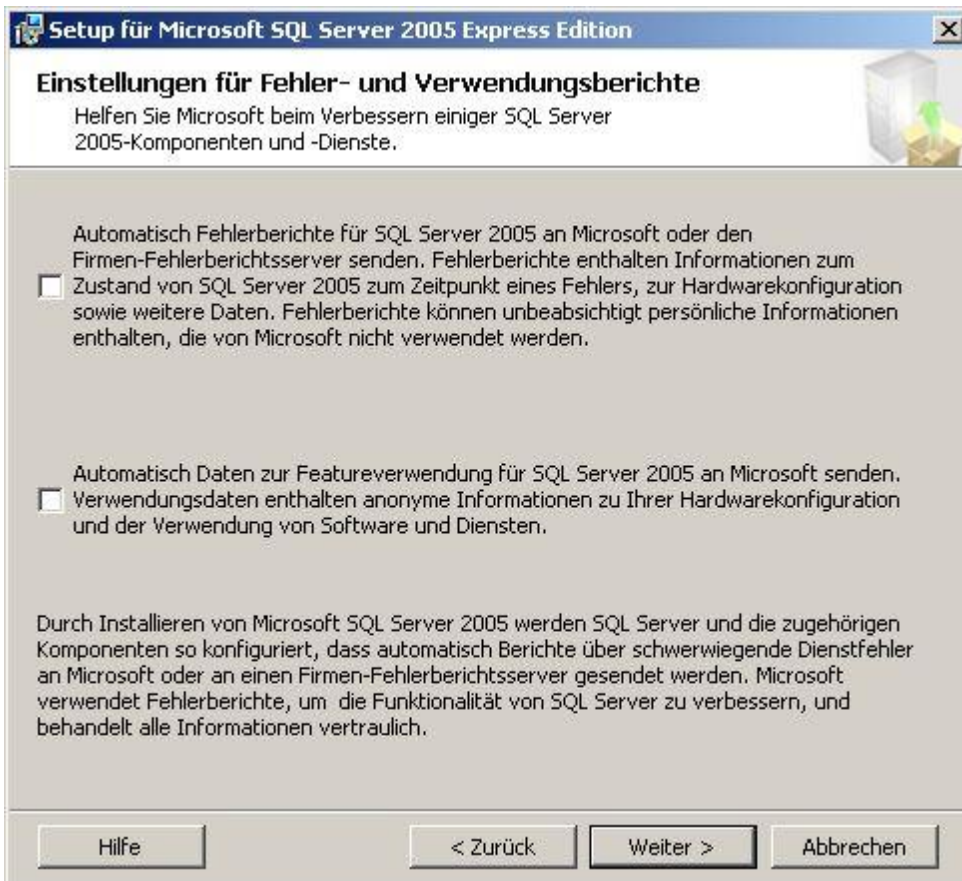 Setup für Microsoft SQL Server 2005 Express Edition
Einstellungen für Fehler- und Verwendungsberichte
Helfen Sie Microsoft beim Verbessern einiger SQL Server
2005-Komponenten und -Dienste.
Automatisch Fehlerberichte für SQL Server 2005 an Microsoft oder den
Firmen-Fehlerberichtsserver senden. Fehlerberichte enthalten Informationen zum
Zustand von SQL Server 2005 zum Zeitpunkt eines Fehlers, zur Hardwarekonfiguration
sowie weitere Daten. Fehlerberichte können unbeabsichtigt persönliche Informationen
enthalten, die von Microsoft nicht verwendet werden.
Automatisch Daten zur Featureverwendung für SQL Server 2005 an Microsoft senden.
Verwendungsdaten enthalten anonyme Informationen zu Ihrer Hardwarekonfiguration
und der Verwendung von Software und Diensten.
Durch Installieren von Microsoft SQL Server 2005 werden SQL Server und die zugehörigen
Komponenten so konfiguriert, dass automatisch Berichte über schwerwiegende Dienstfehler
an Microsoft oder an einen Firmen-Fehlerberichtsserver gesendet werden. Microsoft
verwendet Fehlerberichte, um die Funktionalität von SQL Server zu verbessern, und
behandelt alle Informationen vertraulich.
Hilfe
< Zurück
Weiter >
Abbrechen